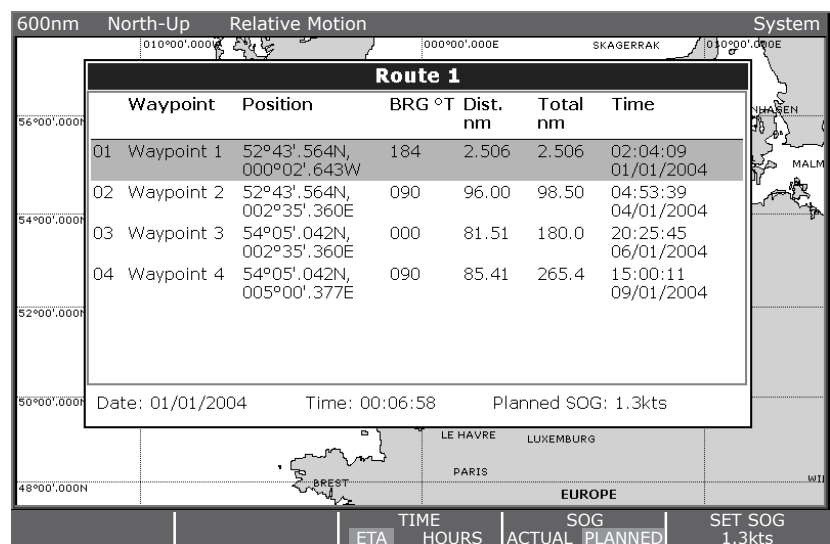 600nm North-Up Relative Motion System
010°00'.000W 000°00'.000E SKAGERRAK 010°00'.000E
Route 1
Waypoint Position BRG °T Dist. nm Total nm Time
56°00'.000N
01 Waypoint 1 52°43'.564N, 184 2.506 2.506 02:04:09
000°02'.643W 01/01/2004
MALM
02 Waypoint 2 52°43'.564N, 090 96.00 98.50 04:53:39
002°35'.360E 04/01/2004
54°00'.000N
03 Waypoint 3 54°05'.042N, 000 81.51 180.0 20:25:45
002°35'.360E 06/01/2004
04 Waypoint 4 54°05'.042N, 090 85.41 265.4 15:00:11
005°00'.377E 09/01/2004
52°00'.000N
50°00'.000N
Date: 01/01/2004 Time: 00:06:58 Planned SOG: 1.3kts
LE HAVRE LUXEMBURG
PARIS
BREST
WI
48°00'.000N
EUROPE
TIME SOG SET SOG
ETA HOURS ACTUAL PLANNED 1.3kts